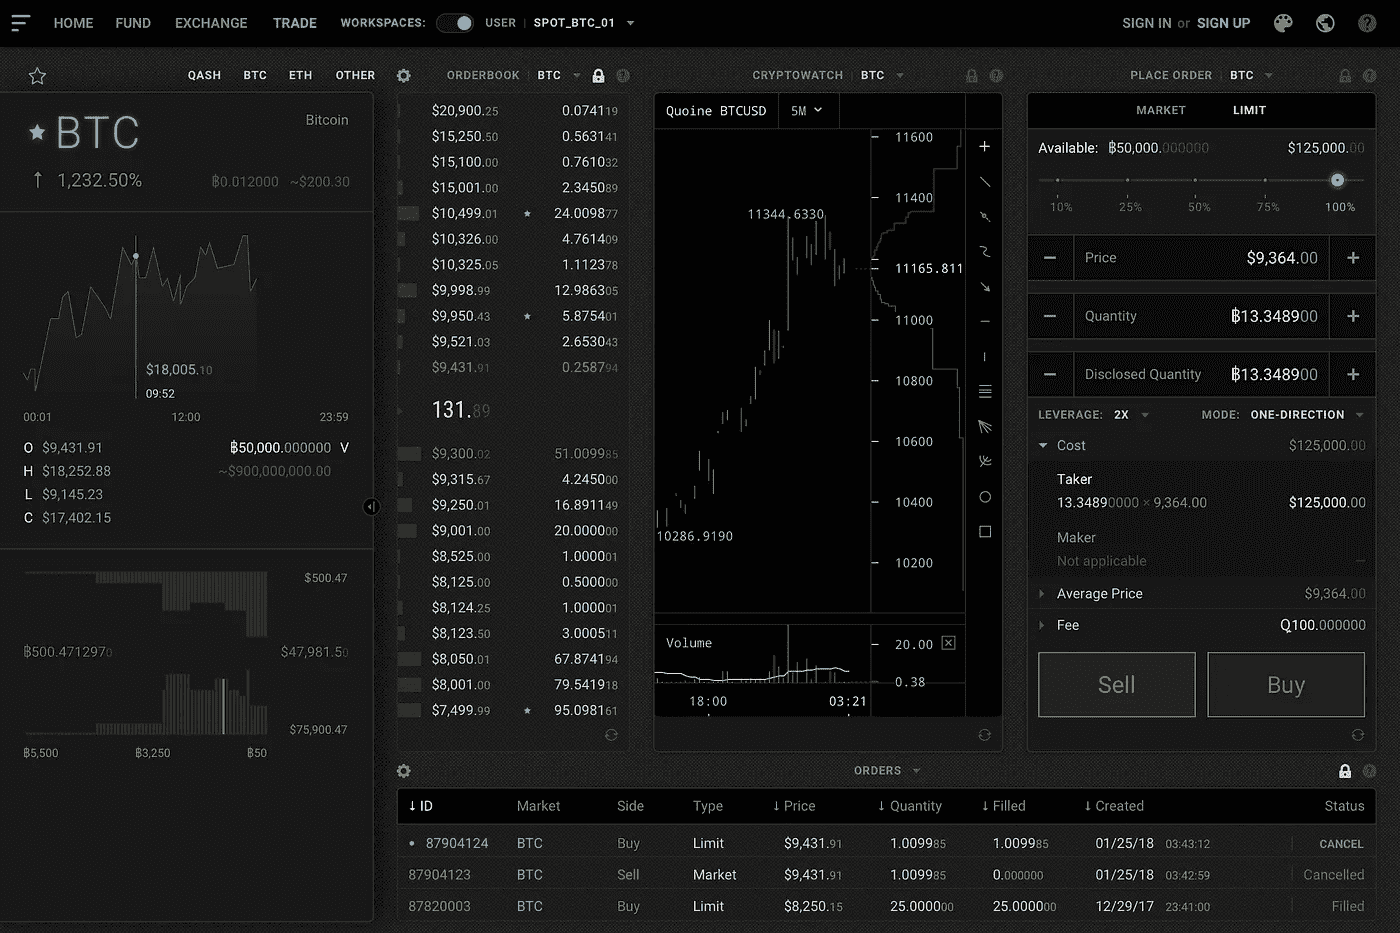 HOME FUND EXCHANGE TRADE WORKSPACES: USER SPOT_BTC_01 SIGN IN or SIGN UP
QASH BTC ETH OTHER
BTC Bitcoin
↑ 1,232.50% ฿0.012000 ~$200.30
$18,005.10
09:52
00:01 12:00 23:59
O $9,431.91 ฿50,000.000000 V
H $18,252.88 ~$900,000,000.00
L $9,145.23
C $17,402.15
$500.47
฿500.4712970 $47,981.50
$75,900.47
฿5,500 ฿3,250 ฿50
ORDERBOOK BTC
$20,900.25 0.074119
$15,250.50 0.563141
$15,100.00 0.761032
$15,001.00 2.345089
$10,499.01 ★ 24.009877
$10,326.00 4.761409
$10,325.05 1.112378
$9,998.99 12.986305
$9,950.43 ★ 5.875401
$9,521.03 2.653043
$9,431.91 0.258794
131.89
$9,300.02 51.009985
$9,315.67 4.245000
$9,250.01 16.891149
$9,001.00 20.000000
$8,525.00 1.000001
$8,125.00 0.500000
$8,124.25 1.000001
$8,123.50 3.000511
$8,050.01 67.874194
$8,001.00 79.541918
$7,499.99 ★ 95.098161
CRYPTOWATCH BTC
Quoine BTCUSD 5M
11600
11400
11344.6330
11165.811
11000
10800
10600
10400
10286.9190
10200
Volume 20.00
0.38
18:00 03:21
PLACE ORDER BTC
MARKET LIMIT
Available: ฿50,000.000000 $125,000.00
10% 25% 50% 75% 100%
− Price $9,364.00 +
− Quantity ฿13.348900 +
− Disclosed Quantity ฿13.348900 +
LEVERAGE: 2X MODE: ONE-DIRECTION
Cost $125,000.00
Taker
13.34890000 × 9,364.00 $125,000.00
Maker
Not applicable –
Average Price $9,364.00
Fee Q100.000000
Sell Buy
ORDERS
↓ ID Market Side Type ↓ Price ↓ Quantity ↓ Filled ↓ Created Status
• 87904124 BTC Buy Limit $9,431.91 1.009985 1.009985 01/25/18 03:43:12 CANCEL
87904123 BTC Sell Market $9,431.91 1.009985 0.000000 01/25/18 03:42:59 Cancelled
87820003 BTC Buy Limit $8,250.15 25.000000 25.000000 12/29/17 23:41:00 Filled